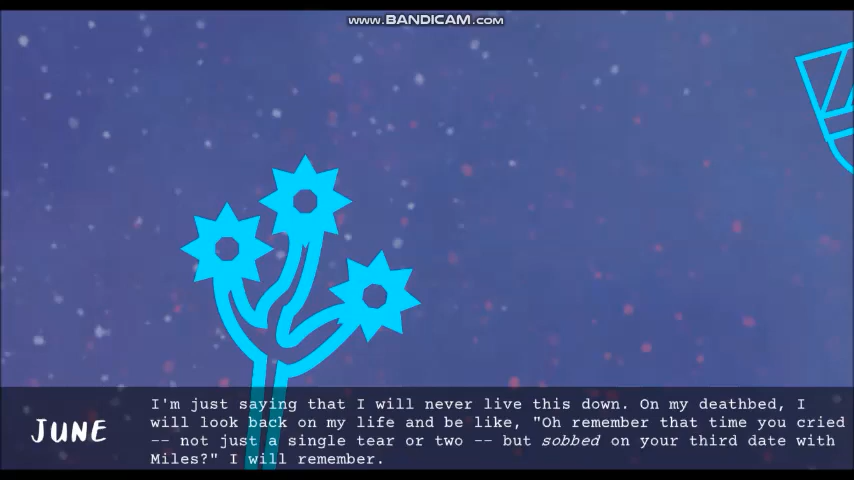 www.BANDICAM.com
JUNE
I'm just saying that I will never live this down. On my deathbed, I
will look back on my life and be like, "Oh remember that time you cried
-- not just a single tear or two -- but sobbed on your third date with
Miles?" I will remember.